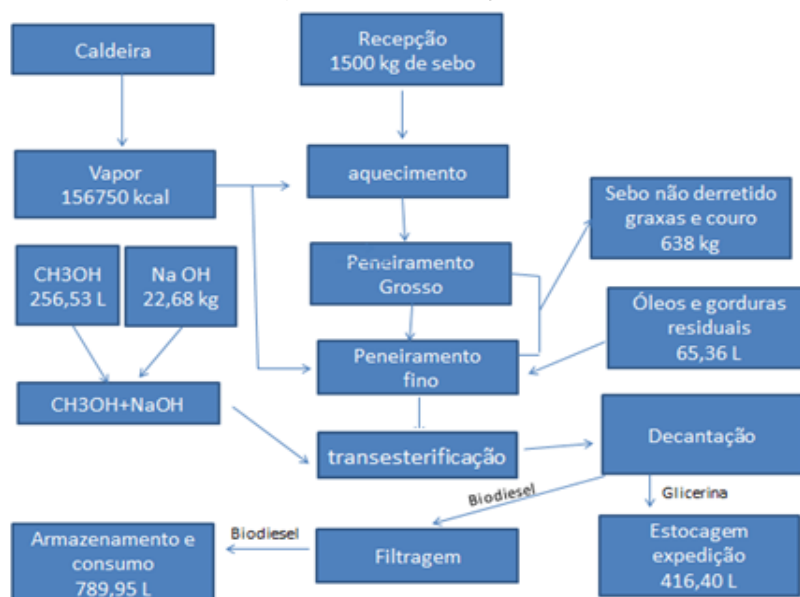 Caldeira
Recepção
1500 kg de sebo
Vapor
156750 kcal
aquecimento
Sebo não derretido
graxas e couro
638 kg
CH3OH
256,53 L
Na OH
22,68 kg
Peneiramento
Grosso
Óleos e gorduras
residuais
65,36 L
Peneiramento
fino
CH3OH+NaOH
transesterificação
Decantação
Biodiesel
Glicerina
Armazenamento e
consumo
789,95 L
Biodiesel
Filtragem
Estocagem
expedição
416,40 L